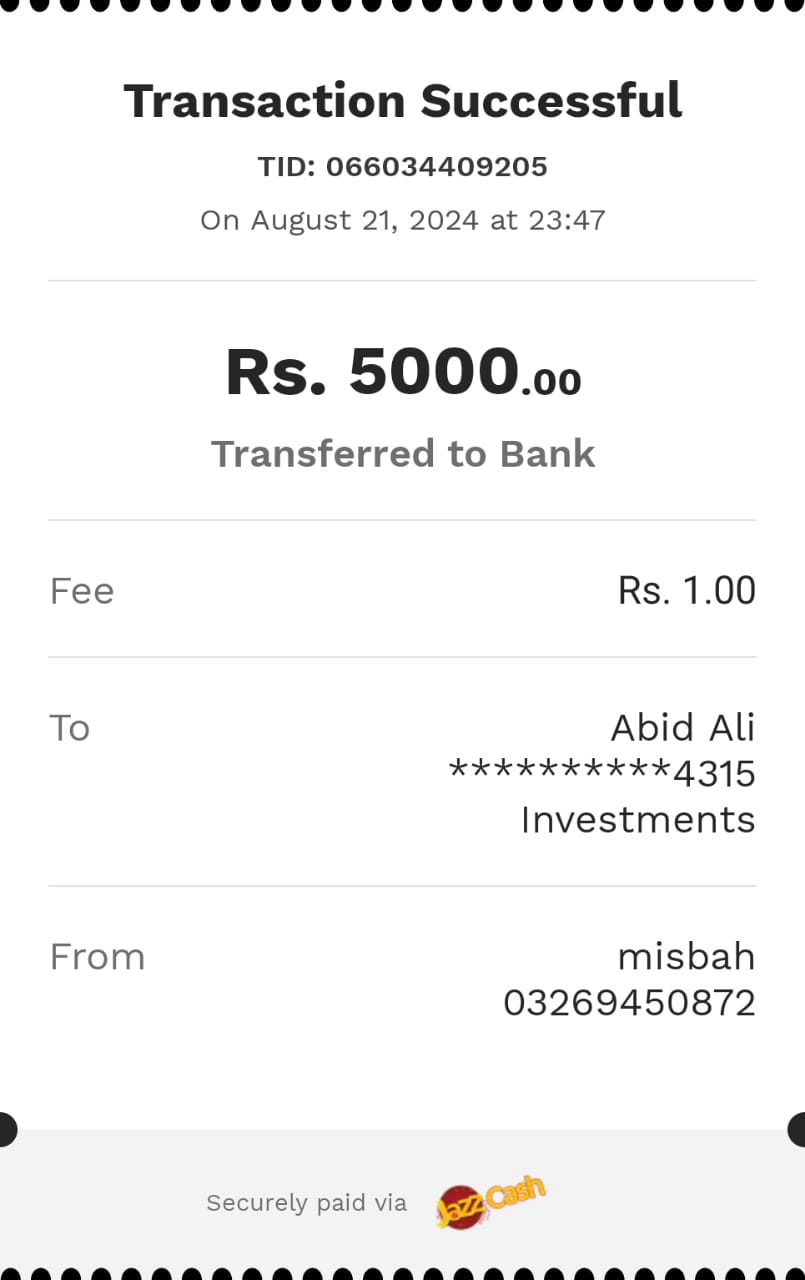 Transaction Successful
TID: 066034409205
On August 21, 2024 at 23:47
Rs. 5000.00
Transferred to Bank
Fee
Rs. 1.00
To
Abid Ali
**********4315
Investments
From
misbah
03269450872
Securely paid via
JazzCash